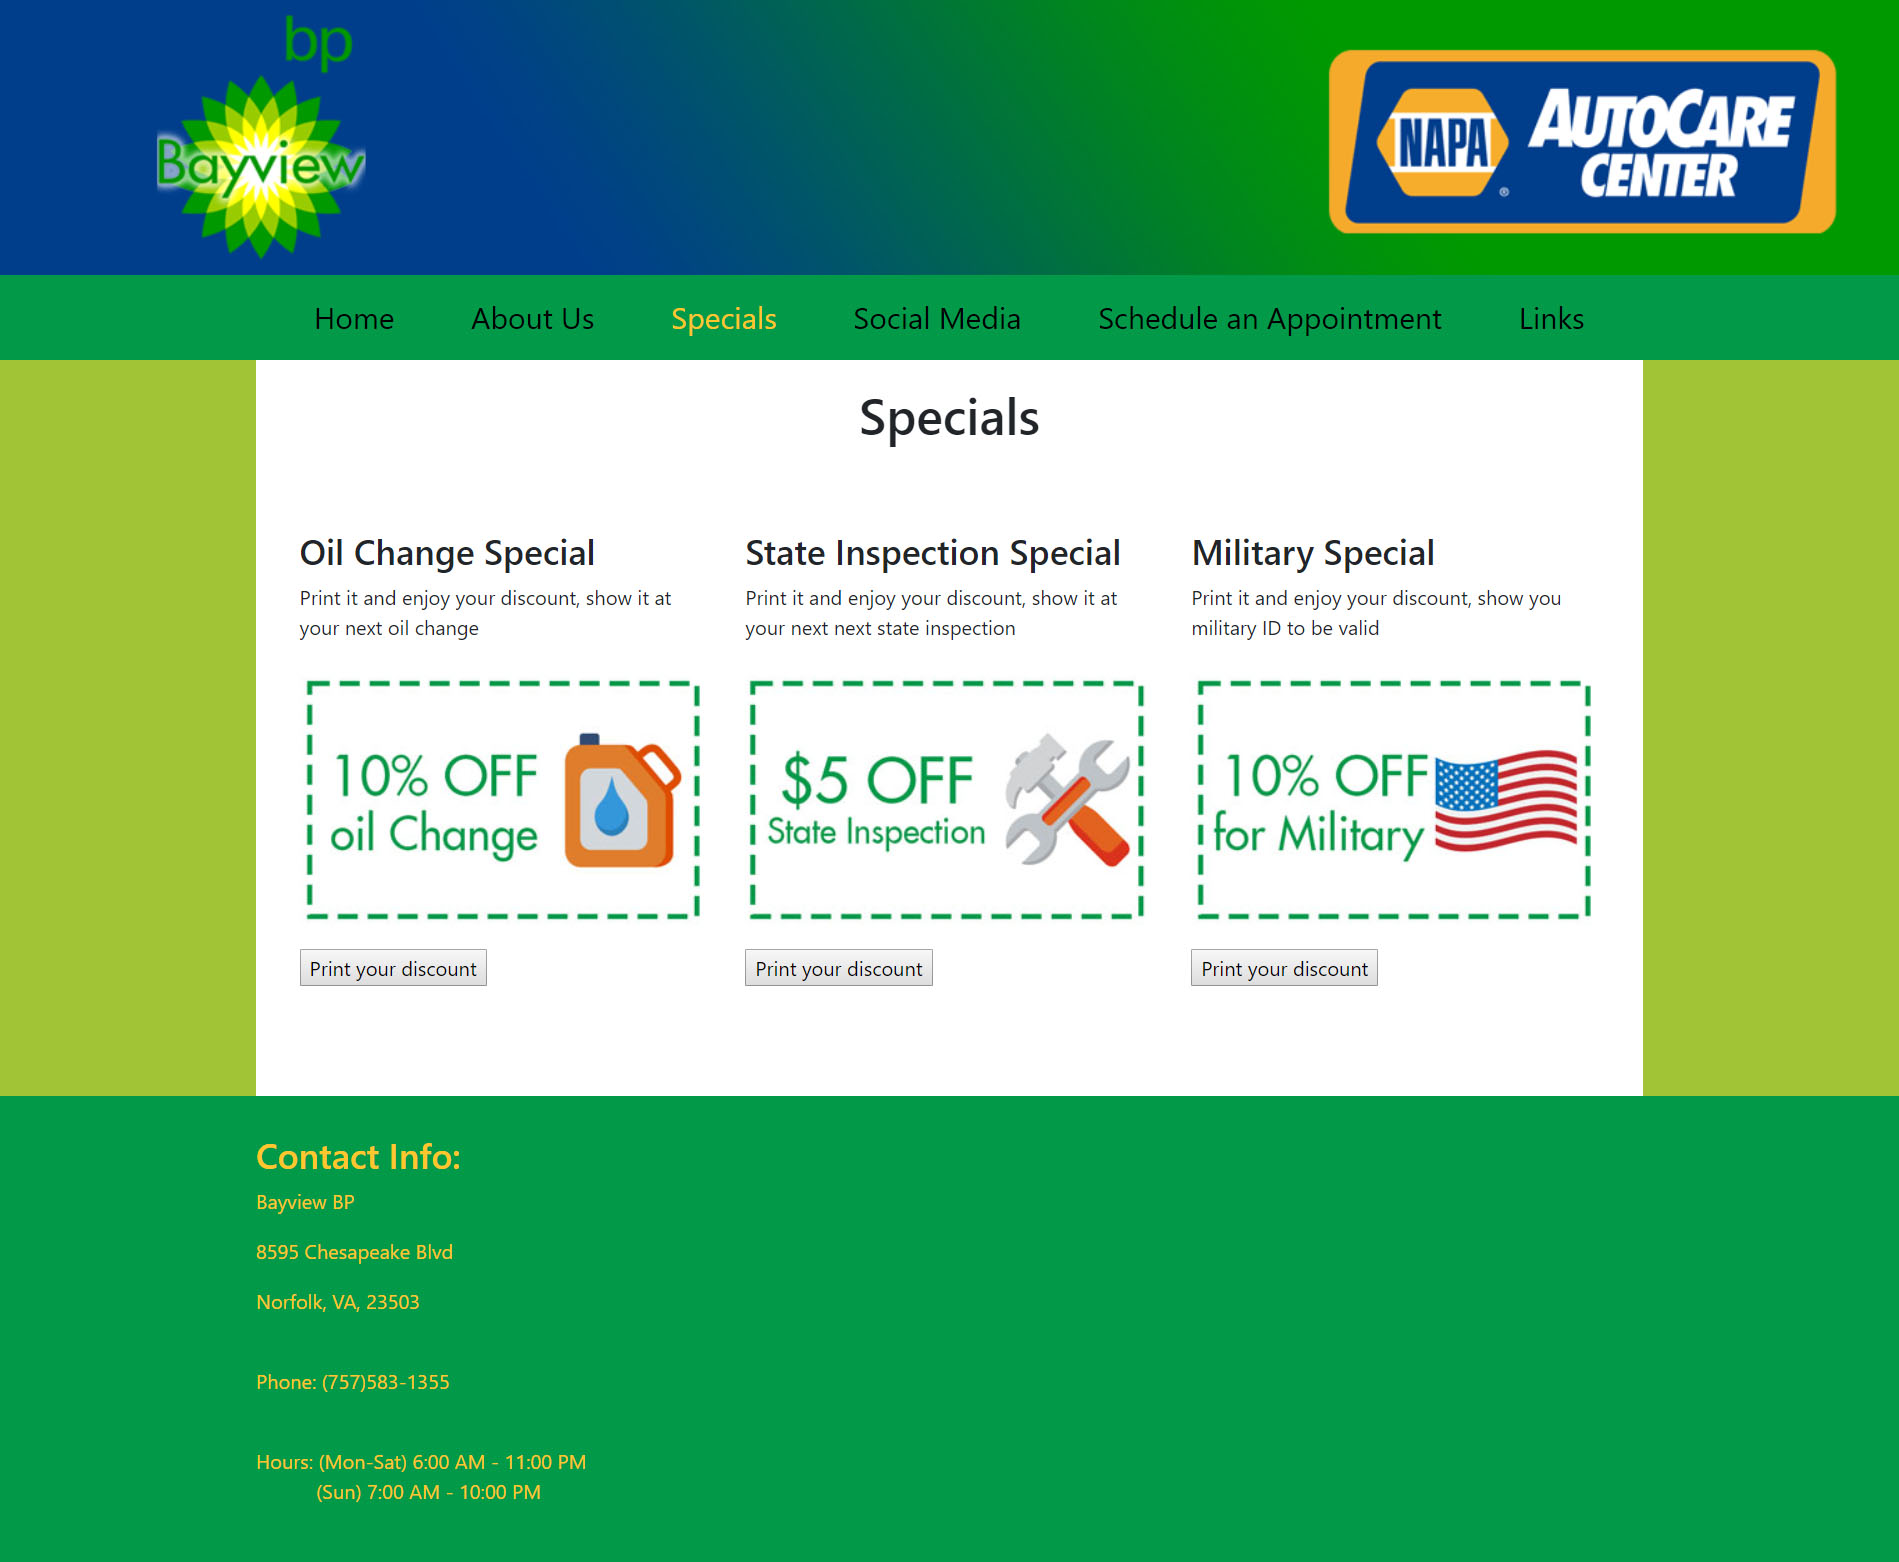 bp
Bayview
NAPA
®
AUTOCARE
CENTER
Home About Us Specials Social Media Schedule an Appointment Links
Specials
Oil Change Special
Print it and enjoy your discount, show it at
your next oil change
10% OFF
oil Change
Print your discount
State Inspection Special
Print it and enjoy your discount, show it at
your next next state inspection
$5 OFF
State Inspection
Print your discount
Military Special
Print it and enjoy your discount, show you
military ID to be valid
10% OFF
for Military
Print your discount
Contact Info:
Bayview BP
8595 Chesapeake Blvd
Norfolk, VA, 23503
Phone: (757)583-1355
Hours: (Mon-Sat) 6:00 AM - 11:00 PM
(Sun) 7:00 AM - 10:00 PM